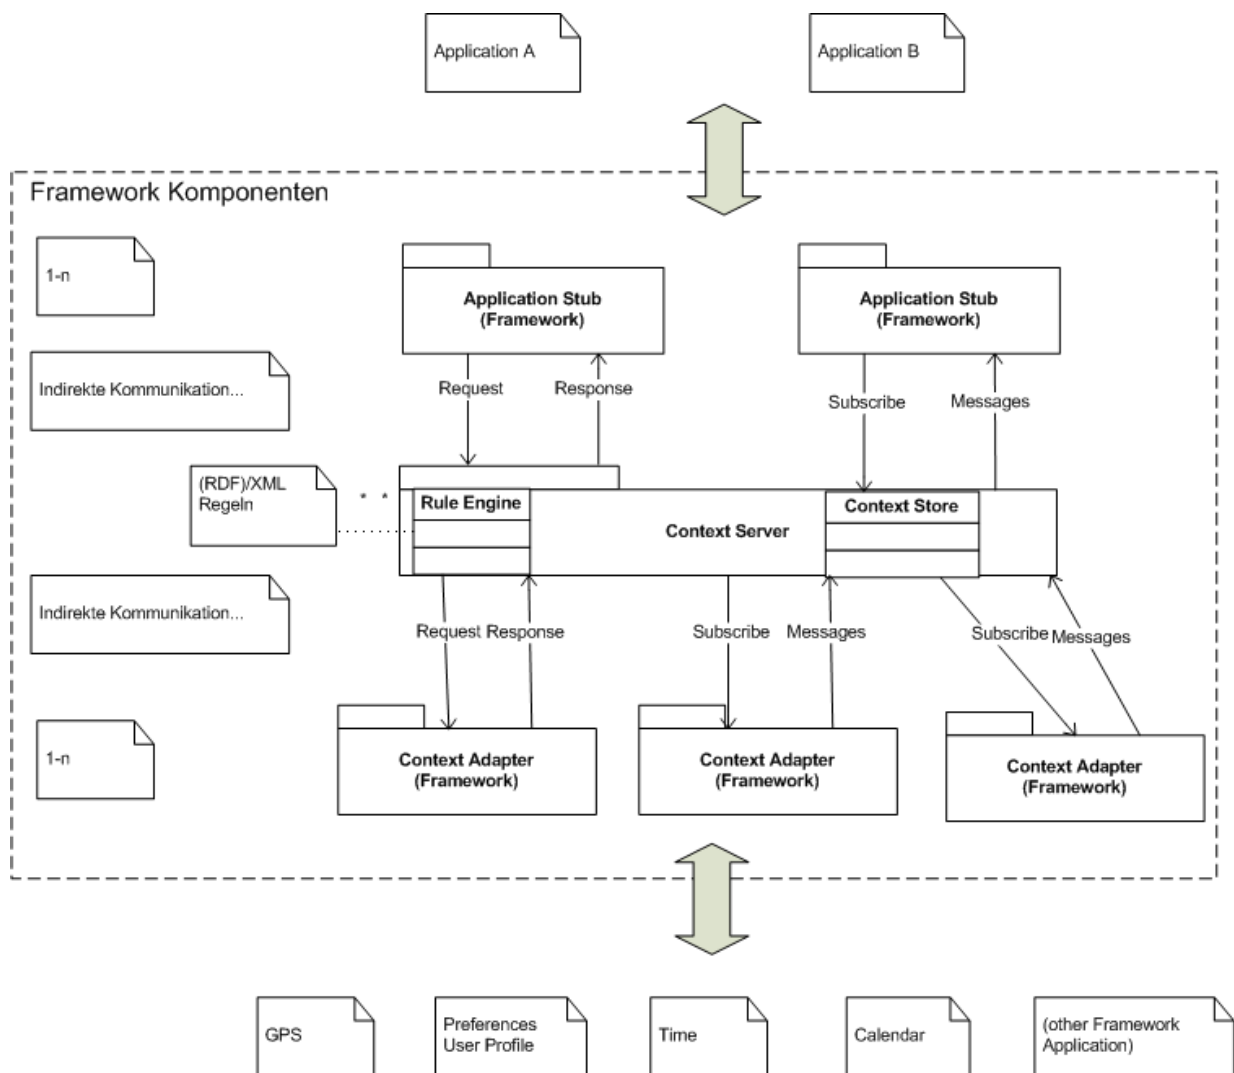 Application A
Application B
Framework Komponenten
1-n
Application Stub
(Framework)
Application Stub
(Framework)
Indirekte Kommunikation...
Request
Response
Subscribe
Messages
(RDF)/XML
Regeln
* *
Rule Engine
Context Server
Context Store
Indirekte Kommunikation...
Request
Response
Subscribe
Messages
Subscribe
Messages
1-n
Context Adapter
(Framework)
Context Adapter
(Framework)
Context Adapter
(Framework)
GPS
Preferences
User Profile
Time
Calendar
(other Framework
Application)